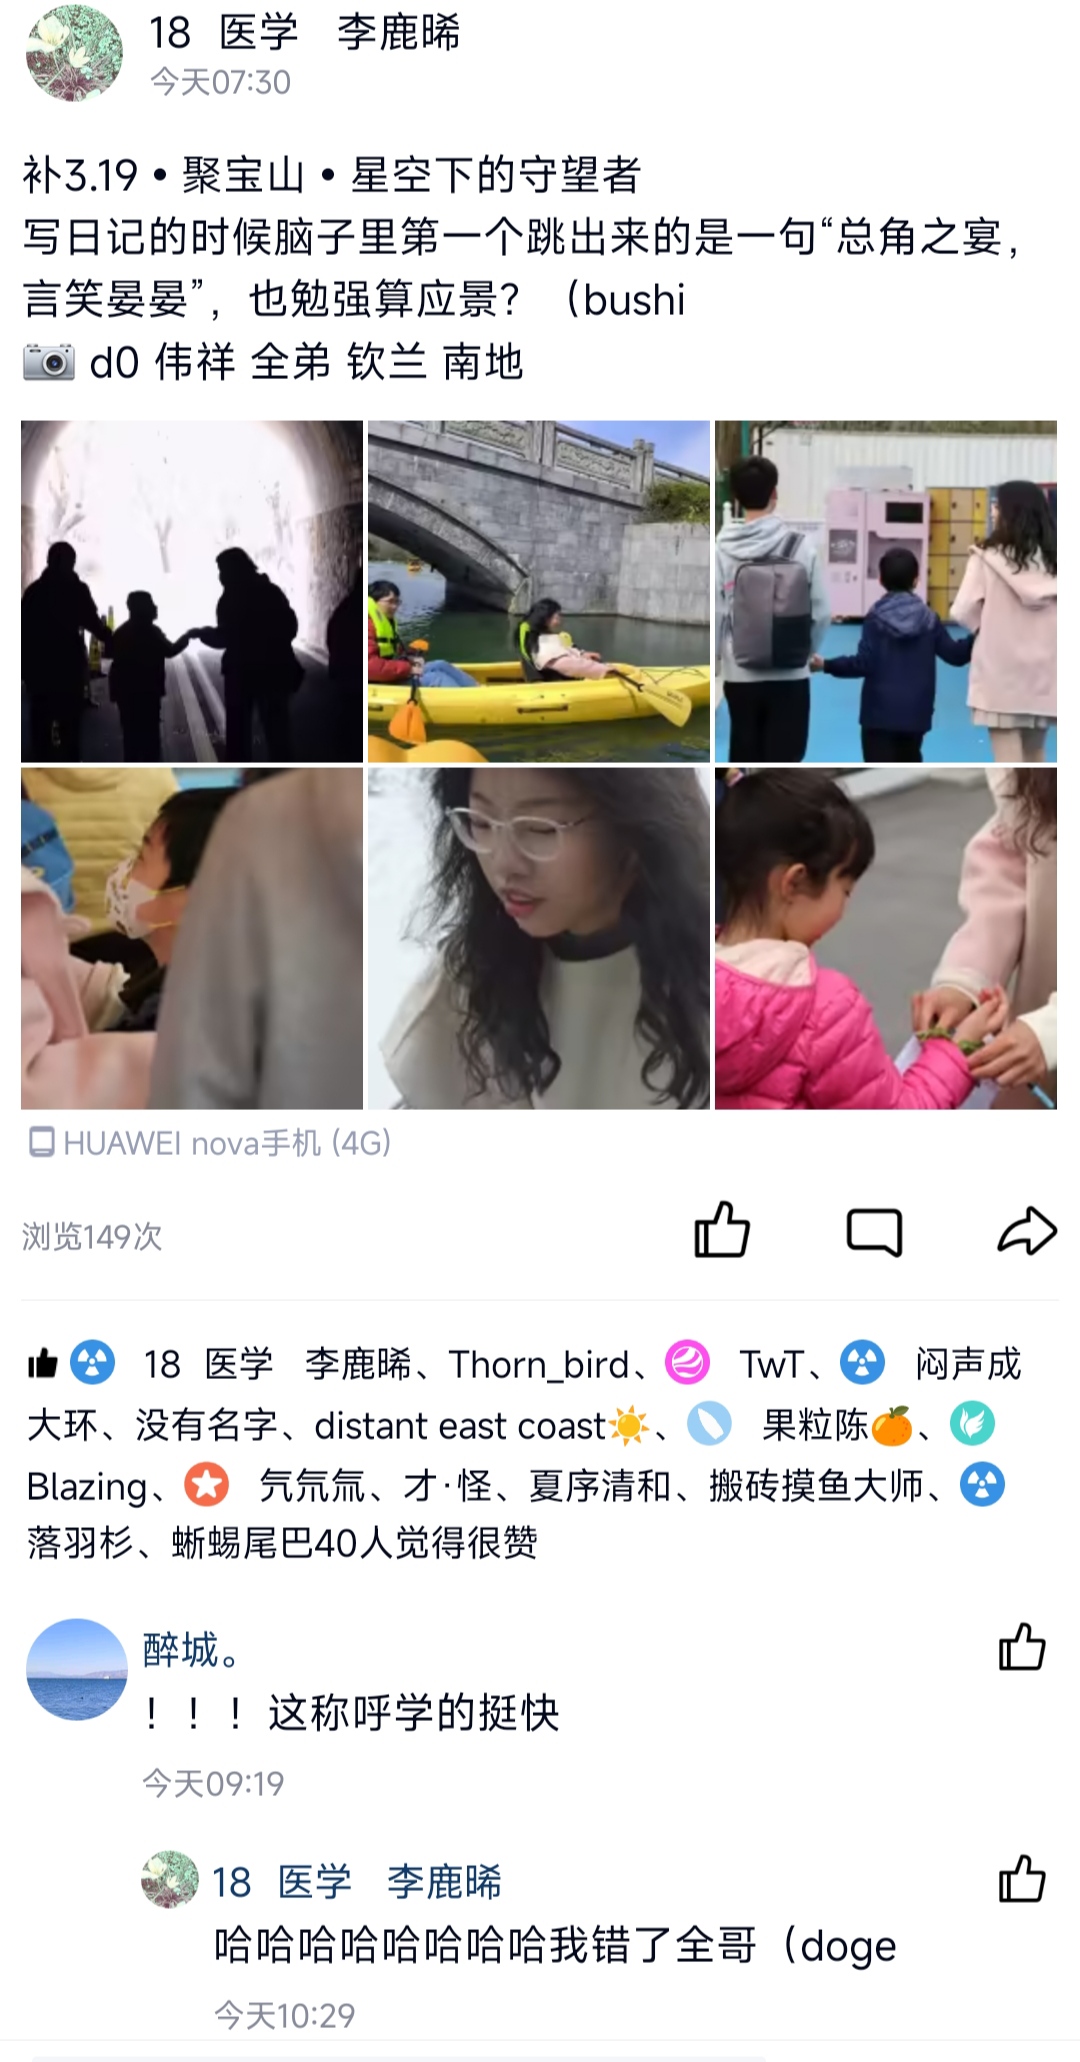 18 医学 李鹿晞
今天07:30
补3.19 • 聚宝山 • 星空下的守望者
写日记的时候脑子里第一个跳出来的是一句“总角之宴，
言笑晏晏”，也勉强算应景？（bushi
📷 d0 伟祥 全弟 钦兰 南地
HUAWEI nova手机 (4G)
浏览149次
18 医学 李鹿晞、Thorn_bird、 TwT、 闷声成
大环、没有名字、distant east coast☀️、 果粒陈🍊、
Blazing、 氕氘氚、才·怪、夏序清和、搬砖摸鱼大师、
落羽杉、蜥蜴尾巴40人觉得很赞
醉城。
！！！这称呼学的挺快
今天09:19
18 医学 李鹿晞
哈哈哈哈哈哈哈哈我错了全哥（doge
今天10:29